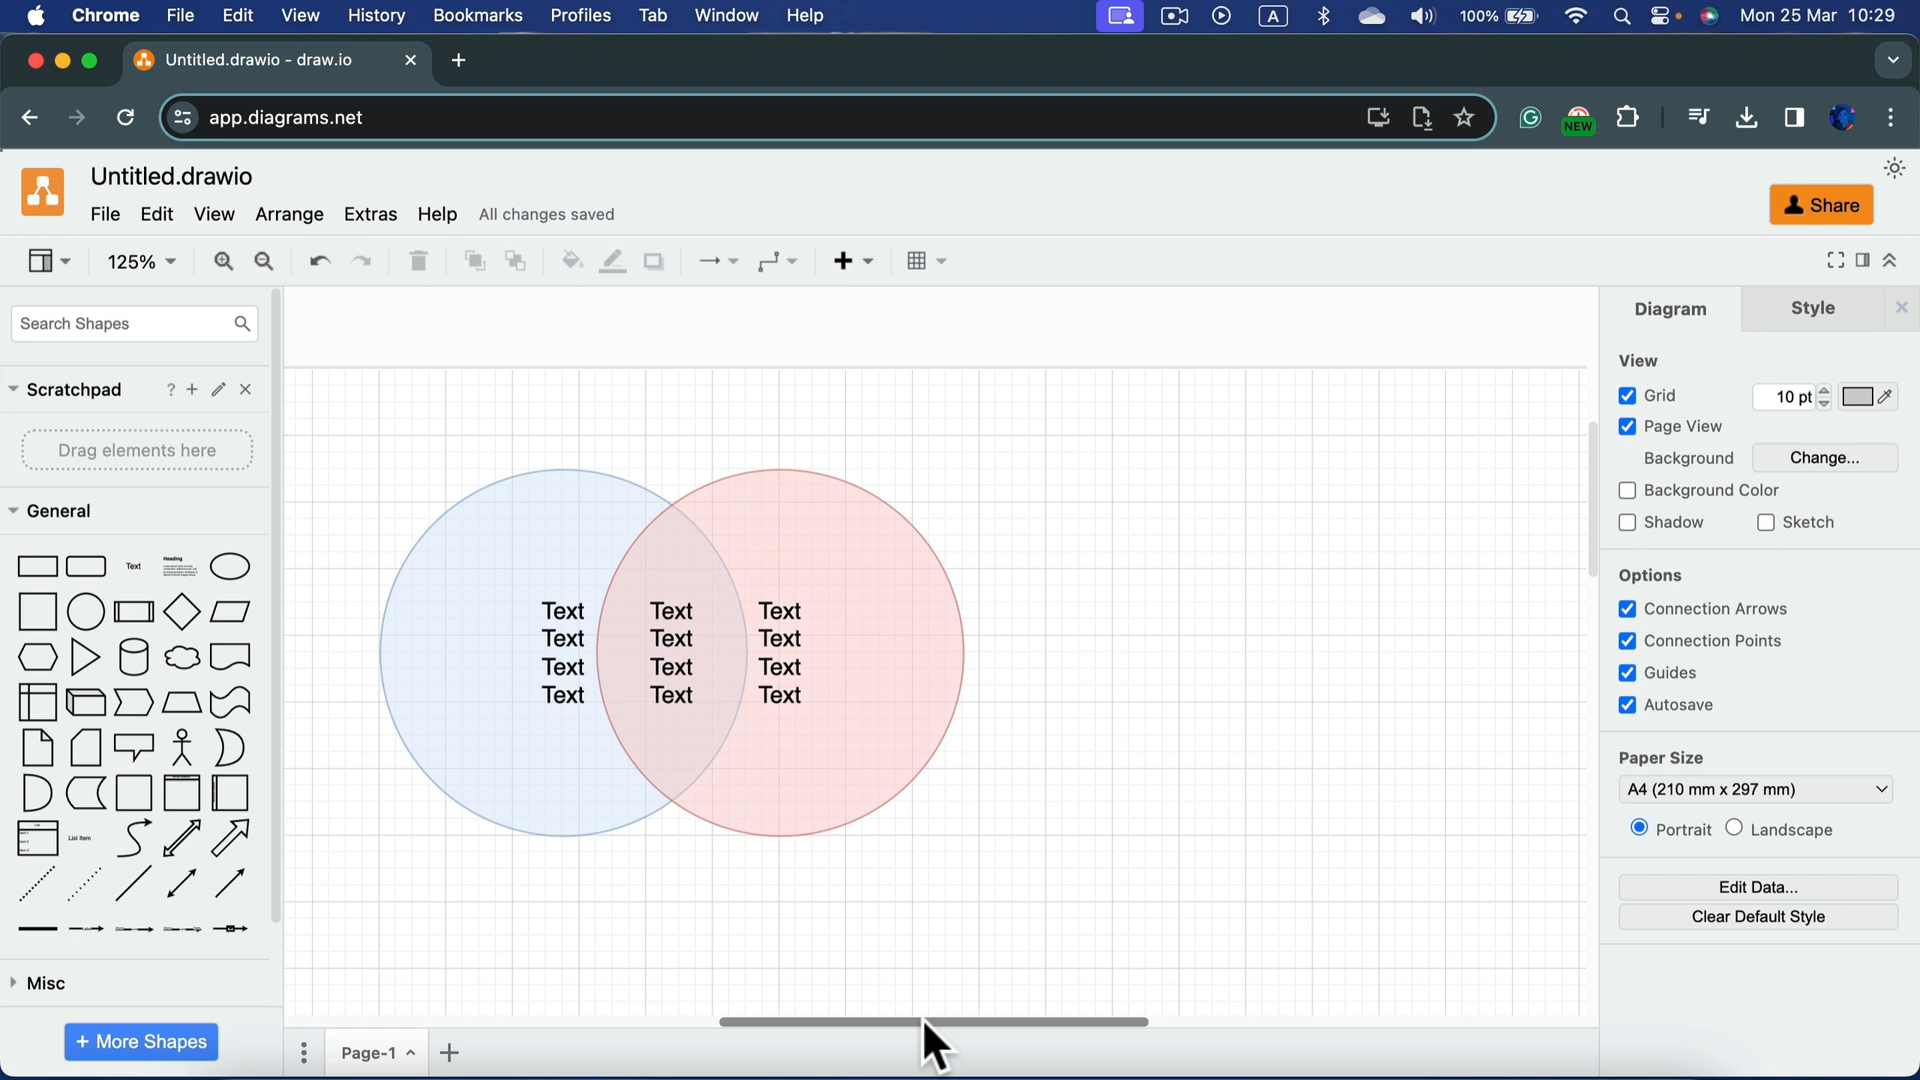 Chrome File Edit View History Bookmarks Profiles Tab Window Help A 100% Mon 25 Mar 10:29
Untitled.drawio - draw.io
app.diagrams.net NEW
Untitled.drawio
File Edit View Arrange Extras Help All changes saved
Share
125%
Search Shapes
Scratchpad ?
Drag elements here
General
Text
Heading
List Item
Misc
+ More Shapes
Text Text Text
Text Text Text
Text Text Text
Text Text Text
Page-1
Diagram Style
View
Grid 10 pt
Page View
Background Change...
Background Color
Shadow Sketch
Options
Connection Arrows
Connection Points
Guides
Autosave
Paper Size
A4 (210 mm x 297 mm)
Portrait Landscape
Edit Data...
Clear Default Style